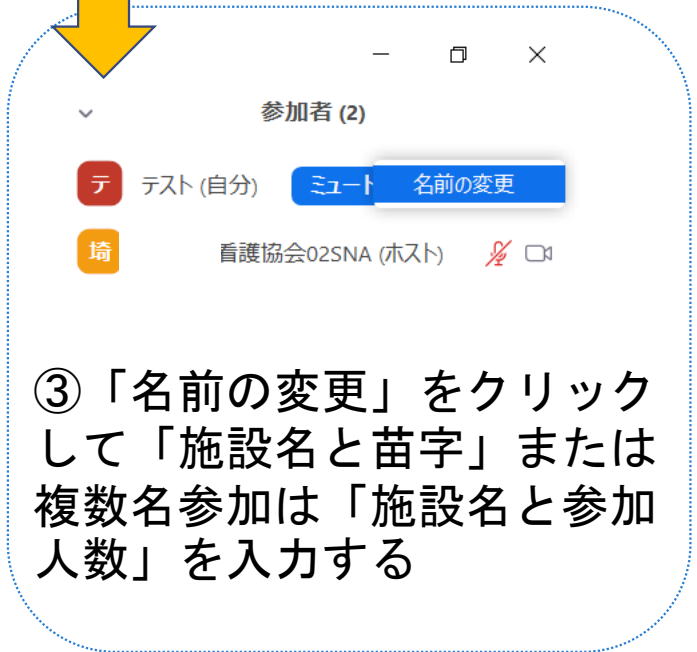 参加者 (2)
テ テスト (自分) ミュート 名前の変更
埼 看護協会02SNA (ホスト)
③「名前の変更」をクリック
して「施設名と苗字」または
複数名参加は「施設名と参加
人数」を入力する